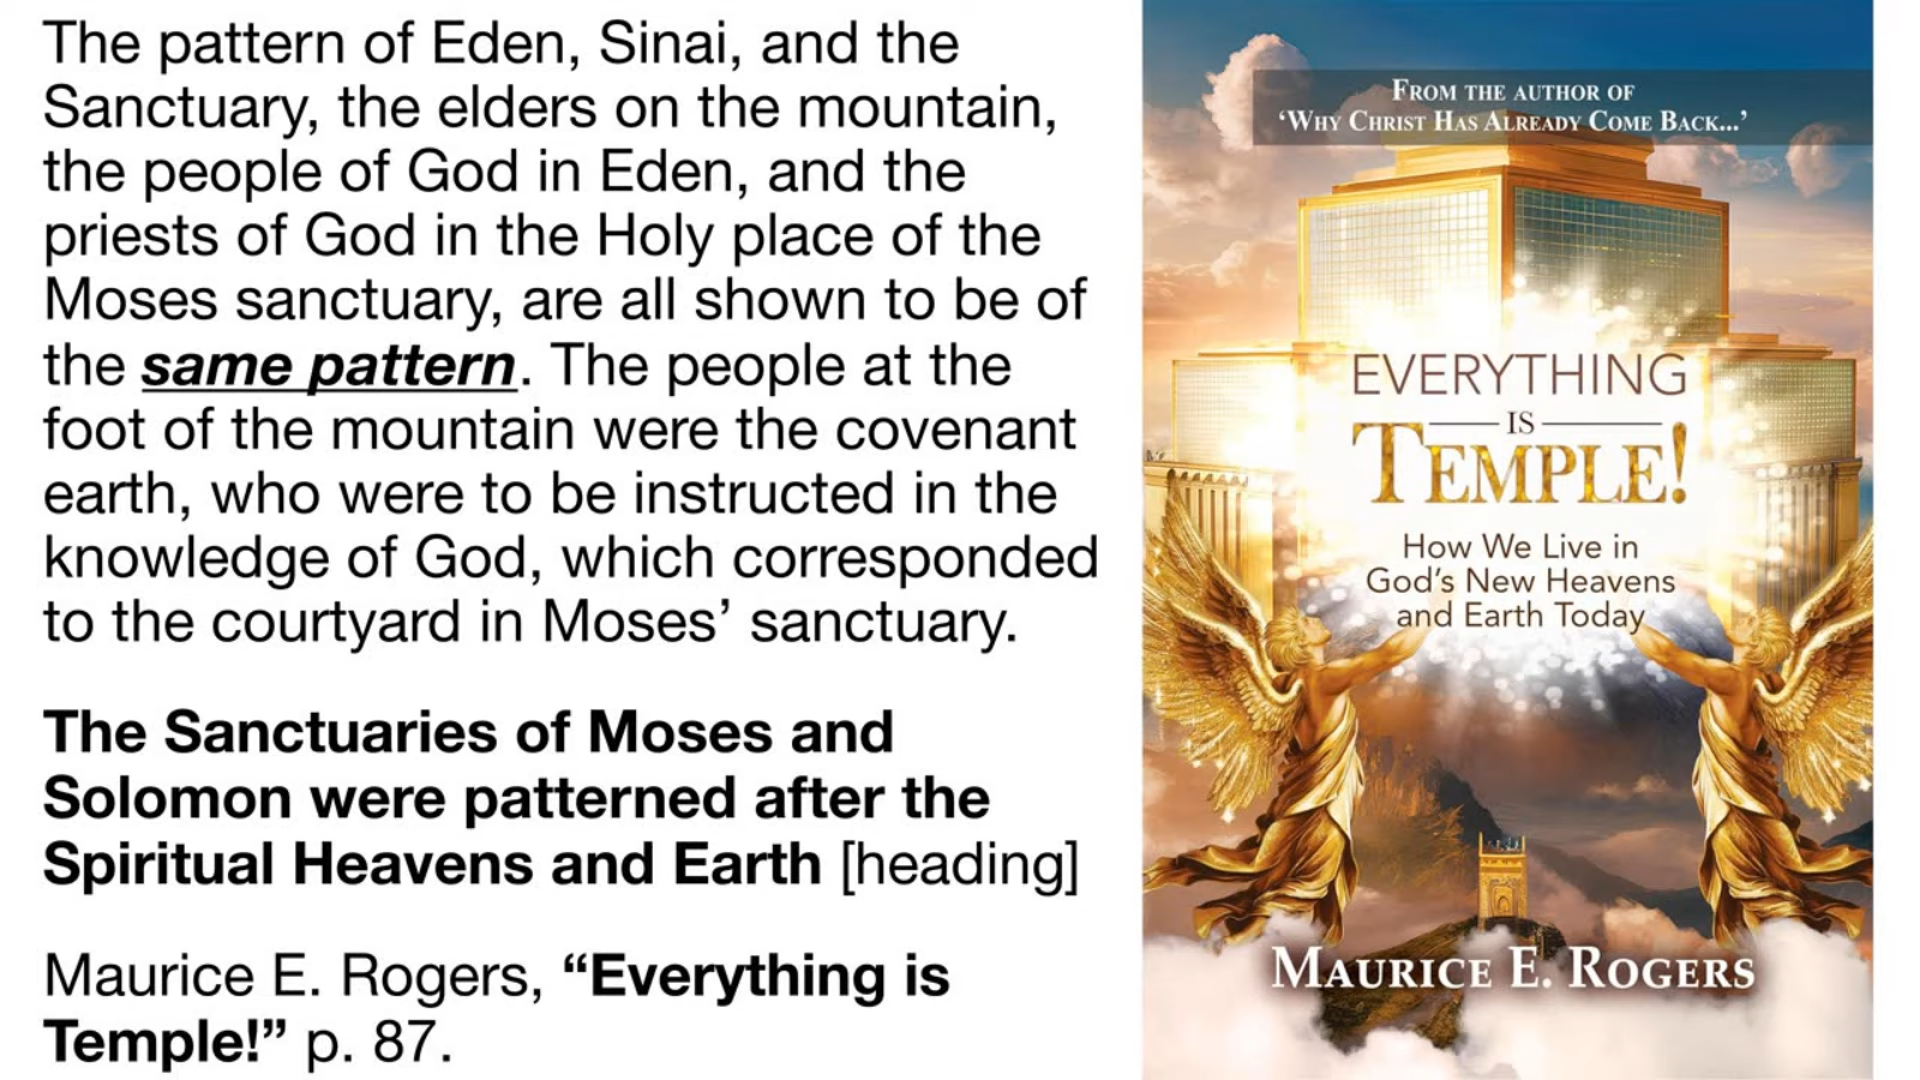 The pattern of Eden, Sinai, and the
Sanctuary, the elders on the mountain,
the people of God in Eden, and the
priests of God in the Holy place of the
Moses sanctuary, are all shown to be of
the same pattern. The people at the
foot of the mountain were the covenant
earth, who were to be instructed in the
knowledge of God, which corresponded
to the courtyard in Moses’ sanctuary.
The Sanctuaries of Moses and
Solomon were patterned after the
Spiritual Heavens and Earth [heading]
Maurice E. Rogers, “Everything is
Temple!” p. 87.
FROM THE AUTHOR OF
‘WHY CHRIST HAS ALREADY COME BACK...’
EVERYTHING
IS
TEMPLE!
How We Live in
God’s New Heavens
and Earth Today
MAURICE E. ROGERS